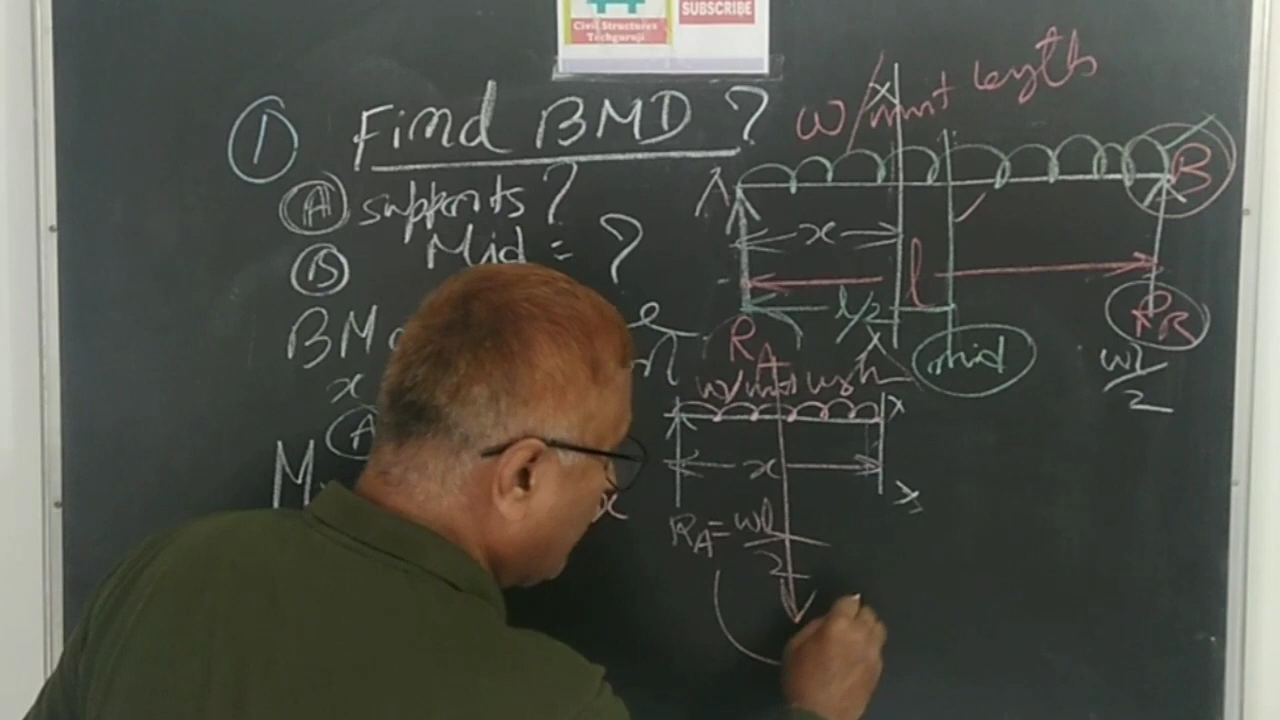 Civil Structures
Techguruji
SUBSCRIBE
① Find BMD ?
Ⓐ supports ?
Ⓑ Mid = ?
BM
x
Ⓐ
M
x
w/unit length
X
A
B
x
l
l/2
X
RA
mid
RB
wl/2
w/unit
X
x
X
RA = wl/2